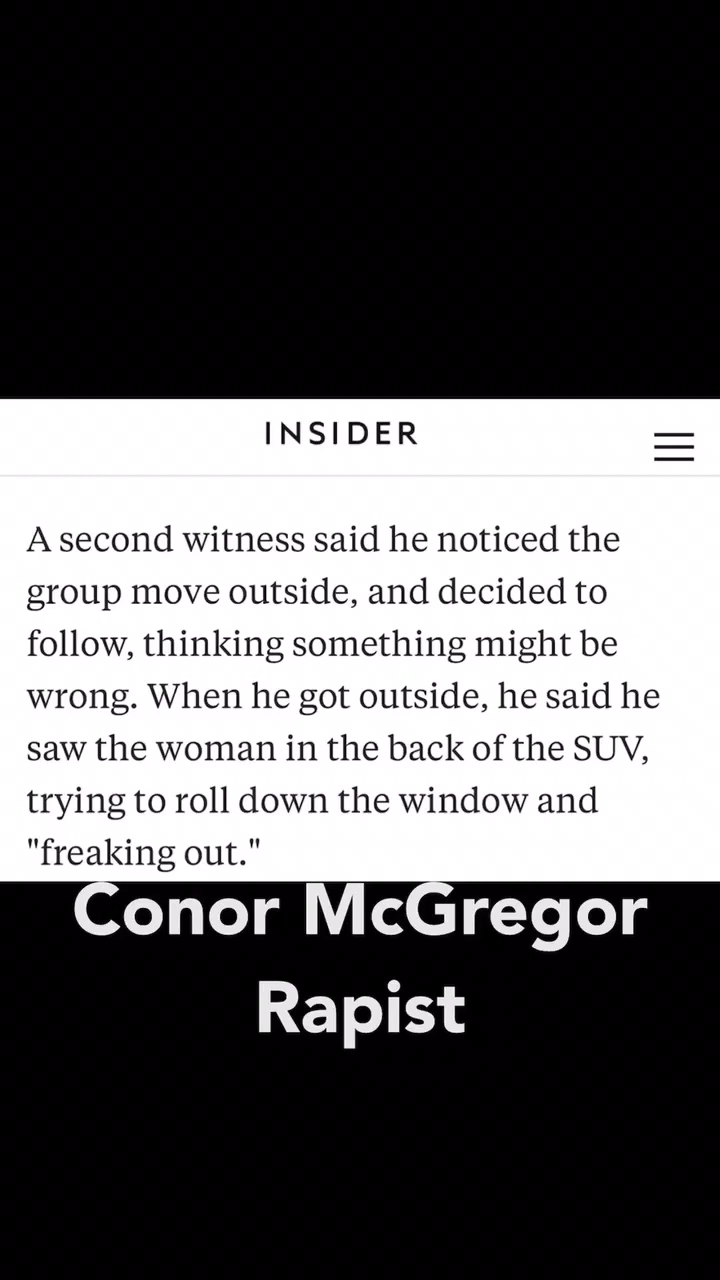 INSIDER
A second witness said he noticed the
group move outside, and decided to
follow, thinking something might be
wrong. When he got outside, he said he
saw the woman in the back of the SUV,
trying to roll down the window and
"freaking out."
Conor McGregor
Rapist